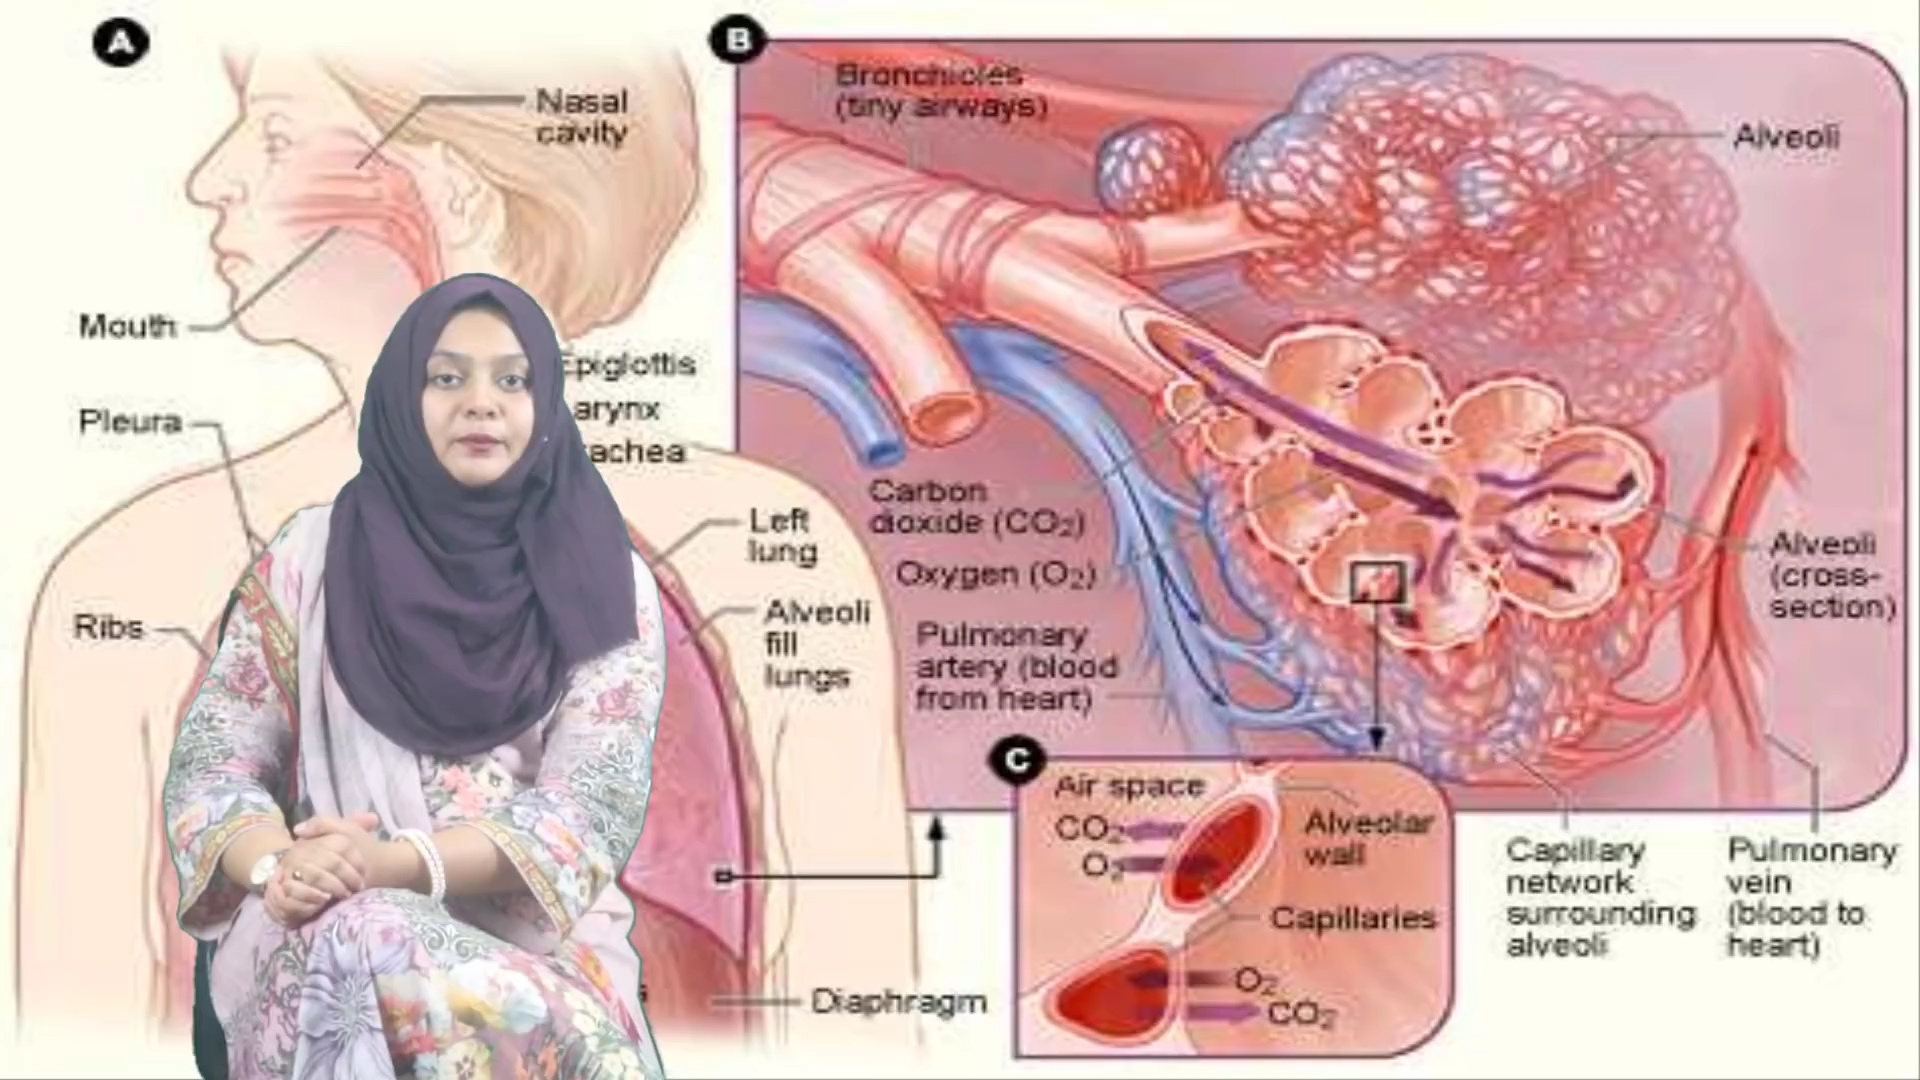 A
Nasal
cavity
Mouth
Epiglottis
Pleura
Left
lung
Alveoli
fill
lungs
Ribs
Diaphragm
B
Bronchioles
(tiny airways)
Alveoli
Carbon
dioxide (CO₂)
Oxygen (O₂)
Pulmonary
artery (blood
from heart)
Alveoli
(cross-
section)
Capillary
network
surrounding
alveoli
Pulmonary
vein
(blood to
heart)
C
Air space
CO₂
O₂
Alveolar
wall
Capillaries
O₂
CO₂